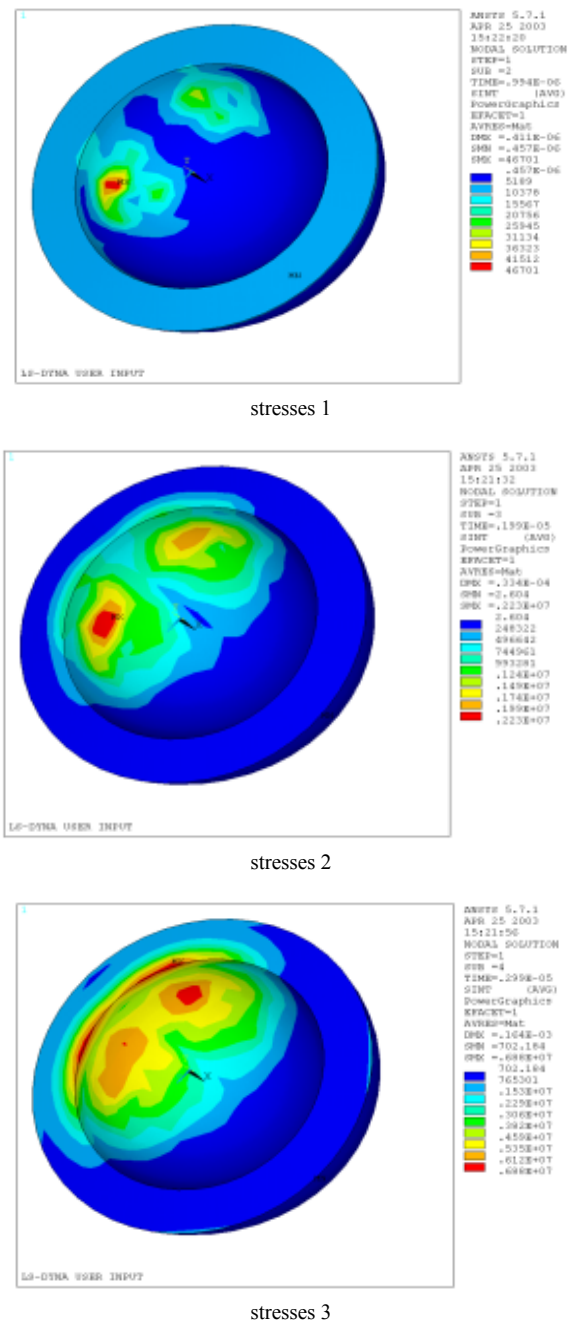 1
ANSYS 5.7.1
APR 25 2003
15:22:20
NODAL SOLUTION
STEP=1
SUB =2
TIME=.994E-06
SINT (AVG)
PowerGraphics
EFACET=1
AVRES=Mat
DMX =.411E-06
SMN =.457E-06
SMX =46701
.457E-06
5189
10378
15567
20756
25945
31134
36323
41512
46701
MX
MN
LS-DYNA USER INPUT
stresses 1
1
ANSYS 5.7.1
APR 25 2003
15:21:32
NODAL SOLUTION
STEP=1
SUB =3
TIME=.199E-05
SINT (AVG)
PowerGraphics
EFACET=1
AVRES=Mat
DMX =.334E-04
SMN =2.604
SMX =.223E+07
2.604
248322
496642
744961
993281
.124E+07
.149E+07
.174E+07
.199E+07
.223E+07
MX
LS-DYNA USER INPUT
stresses 2
1
ANSYS 5.7.1
APR 25 2003
15:21:56
NODAL SOLUTION
STEP=1
SUB =4
TIME=.299E-05
SINT (AVG)
PowerGraphics
EFACET=1
AVRES=Mat
DMX =.164E-03
SMN =702.184
SMX =.688E+07
702.184
765301
.153E+07
.229E+07
.306E+07
.382E+07
.459E+07
.535E+07
.612E+07
.688E+07
X
LS-DYNA USER INPUT
stresses 3